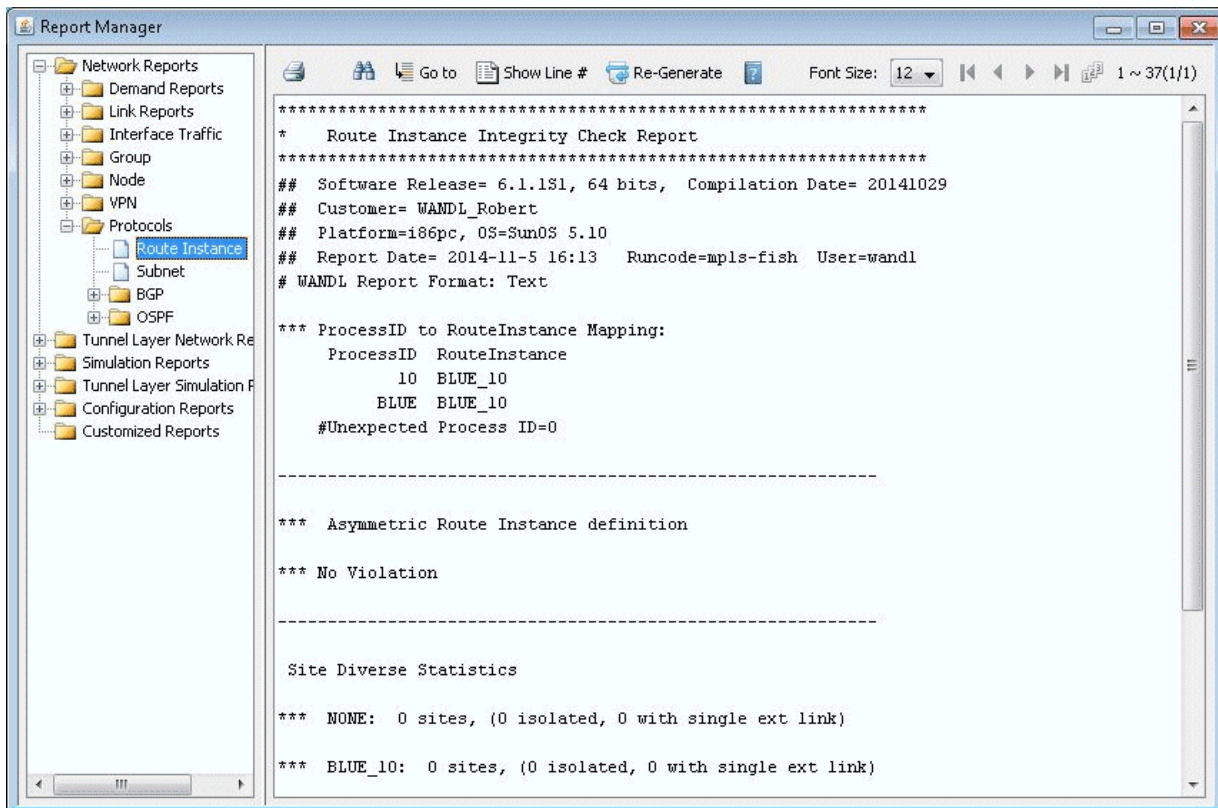 Report Manager
Network Reports
Demand Reports
Link Reports
Interface Traffic
Group
Node
VPN
Protocols
Route Instance
Subnet
BGP
OSPF
Tunnel Layer Network Re
Simulation Reports
Tunnel Layer Simulation
Configuration Reports
Customized Reports
Go to Show Line # Re-Generate ? Font Size: 12 1 ~ 37(1/1)
*****************************************************************
* Route Instance Integrity Check Report
*****************************************************************
## Software Release= 6.1.1S1, 64 bits, Compilation Date= 20141029
## Customer= WANDL_Robert
## Platform=i86pc, OS=SunOS 5.10
## Report Date= 2014-11-5 16:13 Runcode=mpls-fish User=wandl
# WANDL Report Format: Text
*** ProcessID to RouteInstance Mapping:
ProcessID RouteInstance
10 BLUE_10
BLUE BLUE_10
#Unexpected Process ID=0
------------------------------------------------------------
*** Asymmetric Route Instance definition
*** No Violation
------------------------------------------------------------
Site Diverse Statistics
*** NONE: 0 sites, (0 isolated, 0 with single ext link)
*** BLUE_10: 0 sites, (0 isolated, 0 with single ext link)